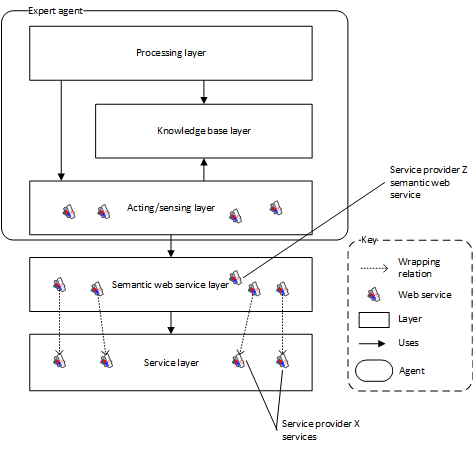 Expert agent
Processing layer
Knowledge base layer
Acting/sensing layer
Service provider Z
semantic web
service
Semantic web service layer
Service layer
Service provider X
services
Key
Wrapping
relation
Web service
Layer
Uses
Agent